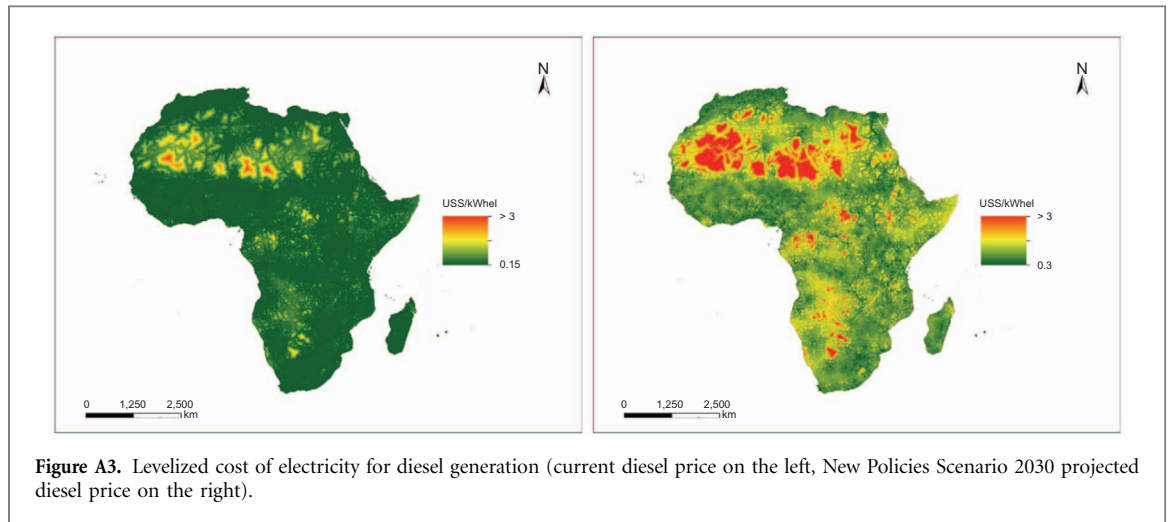 N
USS/kWhel
> 3
0.15
0 1,250 2,500
km
N
USS/kWhel
> 3
0.3
0 1,250 2,500
km
Figure A3. Levelized cost of electricity for diesel generation (current diesel price on the left, New Policies Scenario 2030 projected
diesel price on the right).